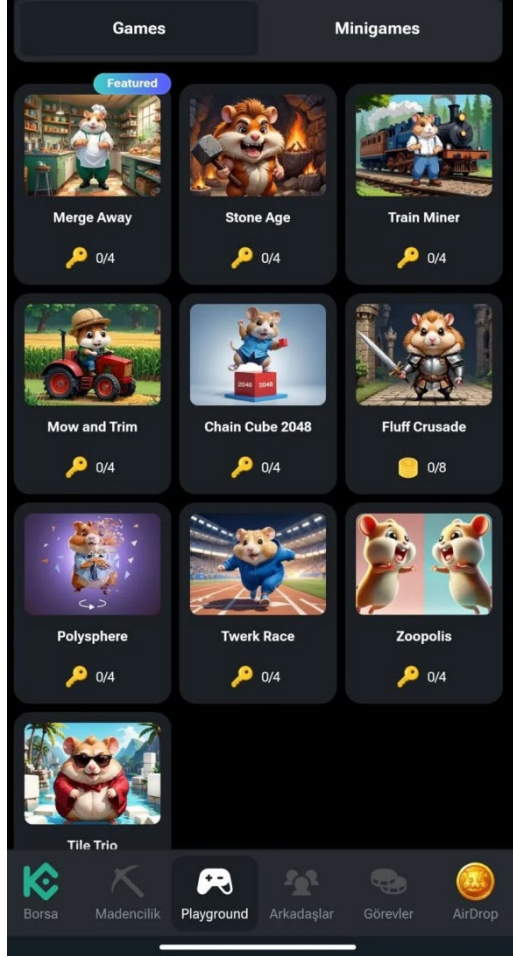 Games
Minigames
Featured
Merge Away
Stone Age
Train Miner
0/4
0/4
0/4
2048 2048
Mow and Trim
Chain Cube 2048
Fluff Crusade
0/4
0/4
0/8
Polysphere
Twerk Race
Zoopolis
0/4
0/4
0/4
Tile Trio
Borsa
Madencilik
Playground
Arkadaşlar
Görevler
AirDrop